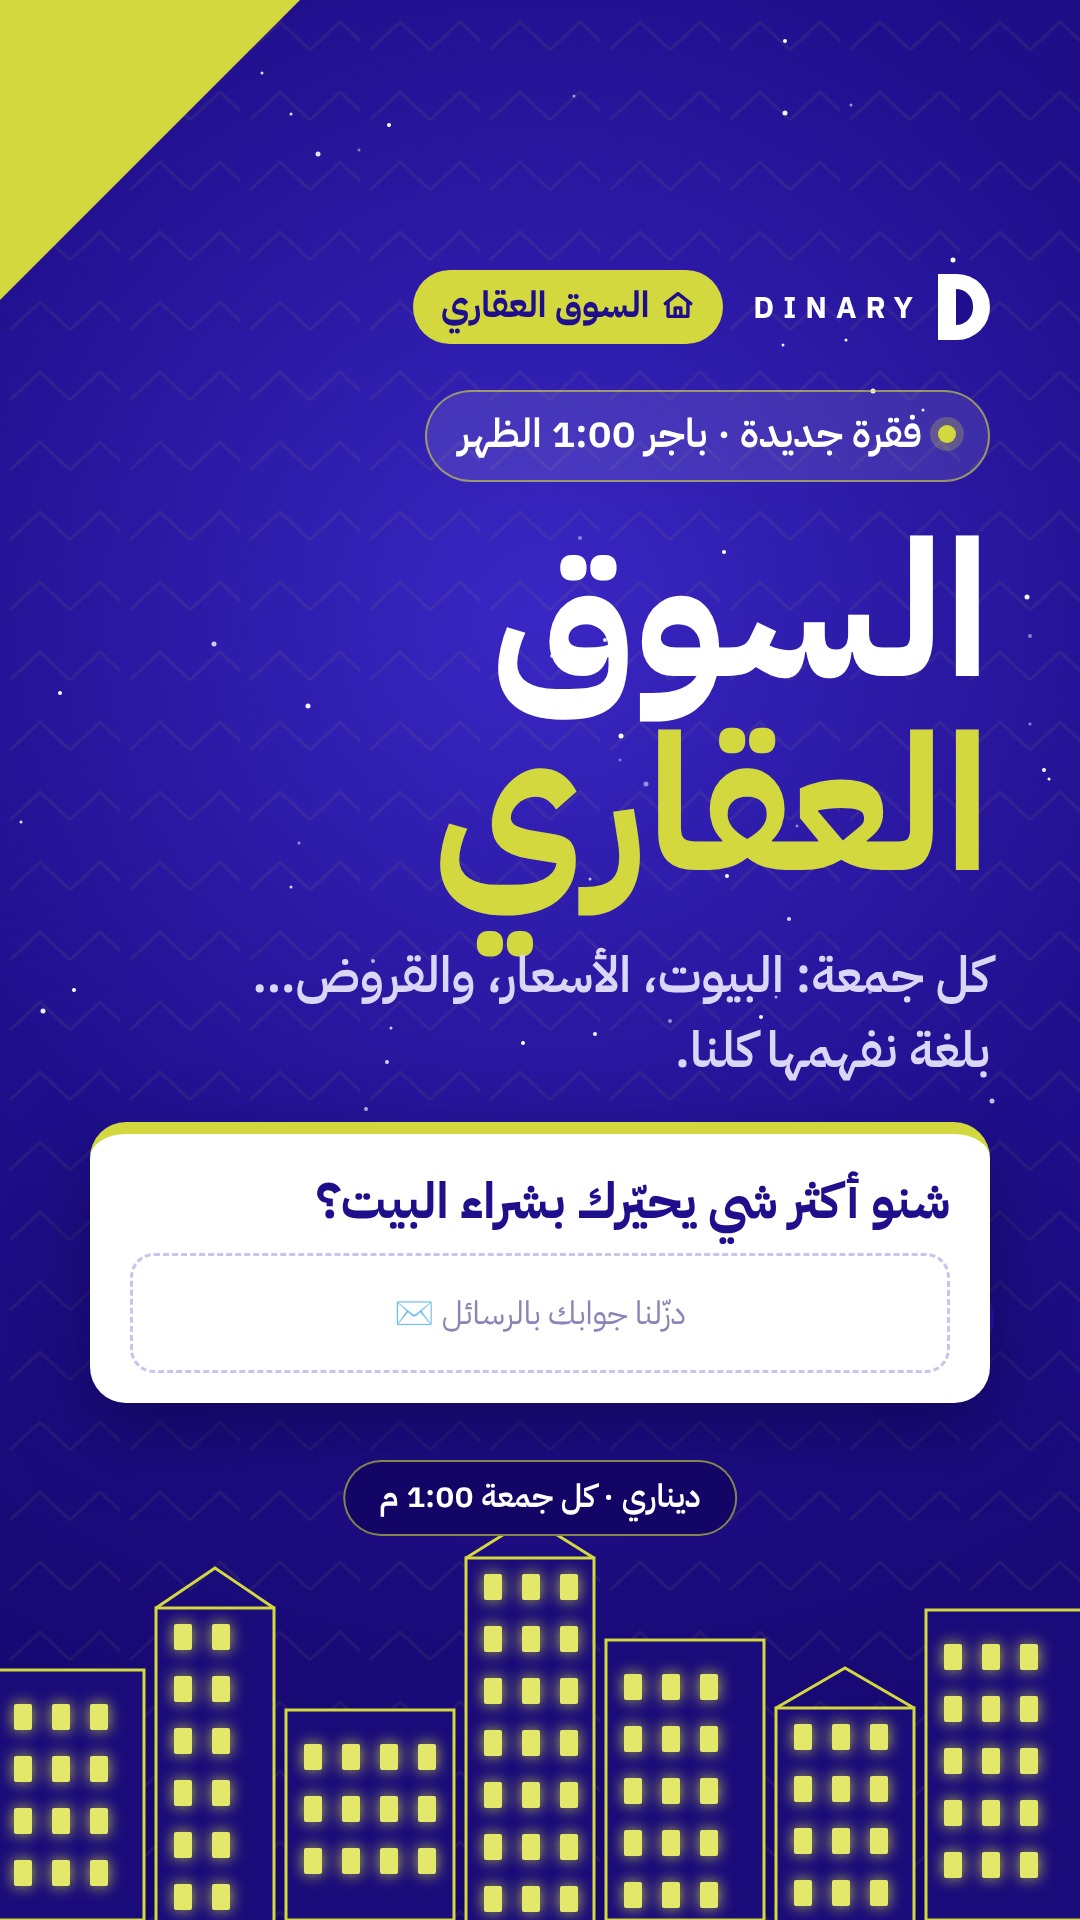 DINARY
السوق العقاري
فقرة جديدة · باجر 1:00 الظهر
السوق
العقاري
كل جمعة: البيوت، الأسعار، والقروض...
بلغة نفهمها كلنا.
شنو أكثر شي يحيّرك بشراء البيت؟
دزّلنا جوابك بالرسائل ✉️
ديناري · كل جمعة 1:00 م